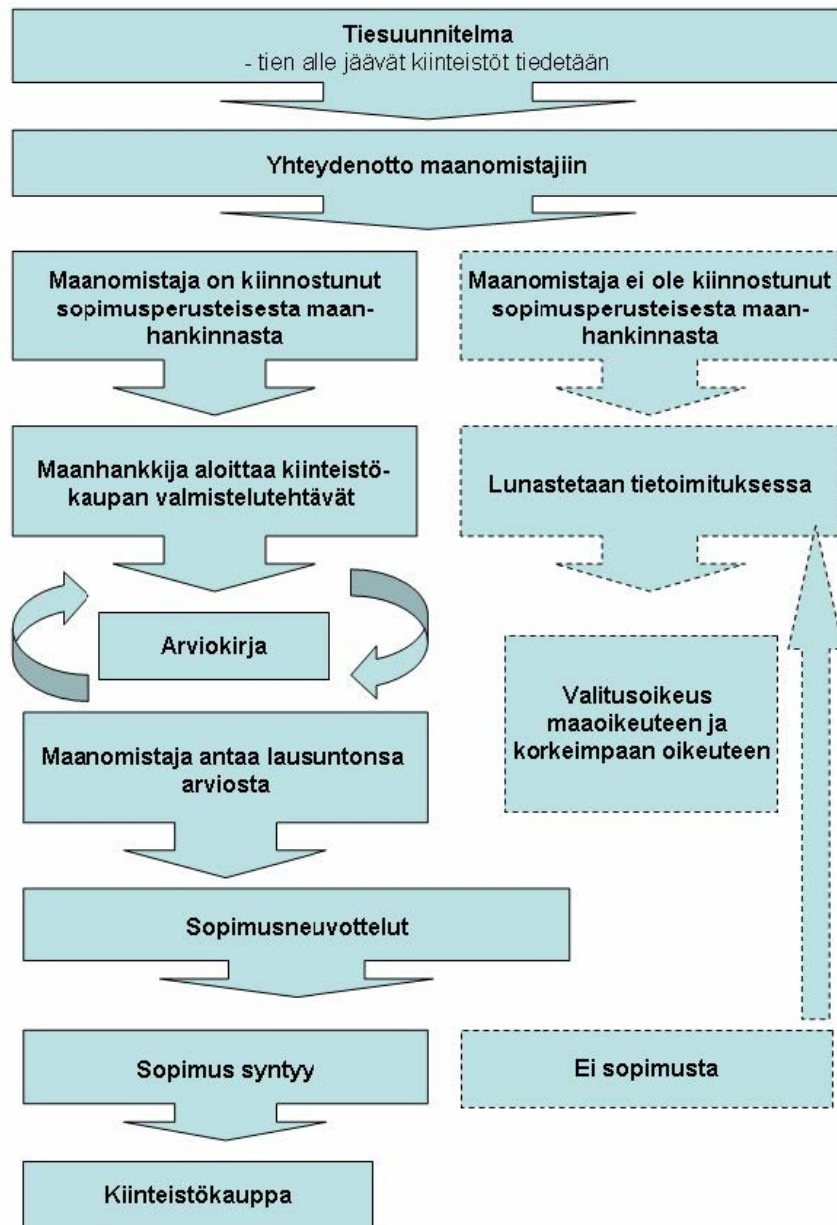 Tiesuunnitelma
- tien alle jäävät kiinteistöt tiedetään
Yhteydenotto maanomistajiin
Maanomistaja on kiinnostunut
sopimusperusteisesta maan-
hankinnasta
Maanomistaja ei ole kiinnostunut
sopimusperusteisesta maan-
hankinnasta
Maanhankkija aloittaa kiinteistö-
kaupan valmistelutehtävät
Lunastetaan tietoimituksessa
Arviokirja
Valitusoikeus
maaoikeuteen ja
korkeimpaan oikeuteen
Maanomistaja antaa lausuntonsa
arviosta
Sopimusneuvottelut
Sopimus syntyy
Ei sopimusta
Kiinteistökauppa